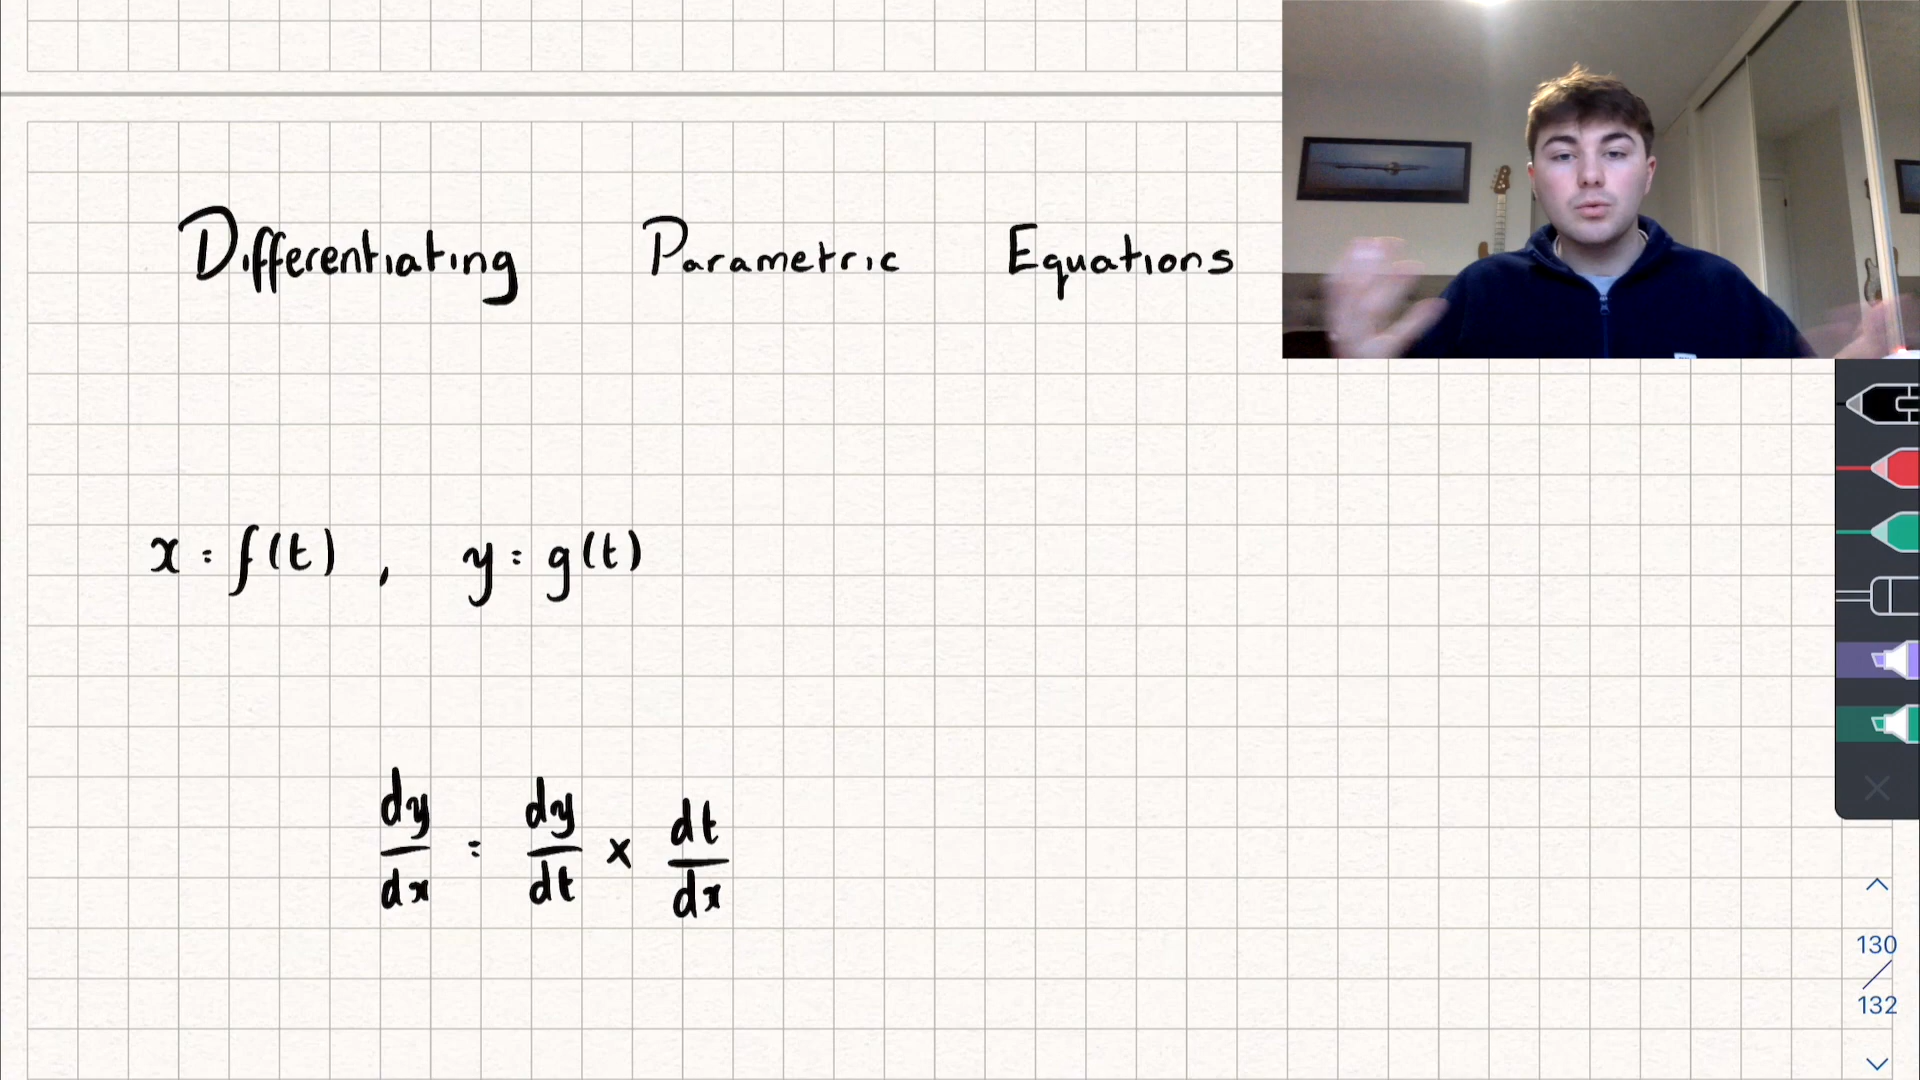 Differentiating Parametric Equations
x = f(t) , y = g(t)
dy/dx = dy/dt × dt/dx
130
132